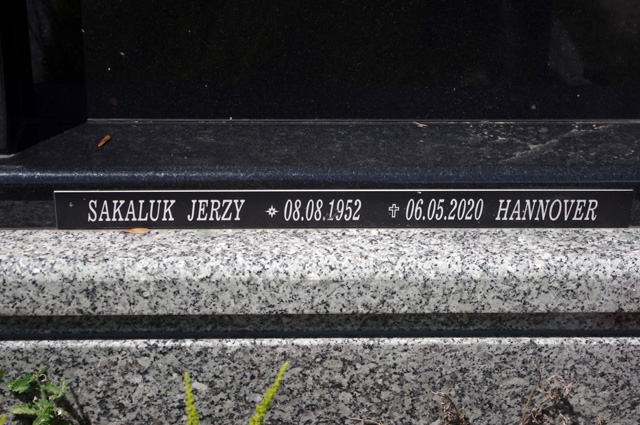 SAKALUK JERZY ✵ 08.08.1952 ✞ 06.05.2020 HANNOVER